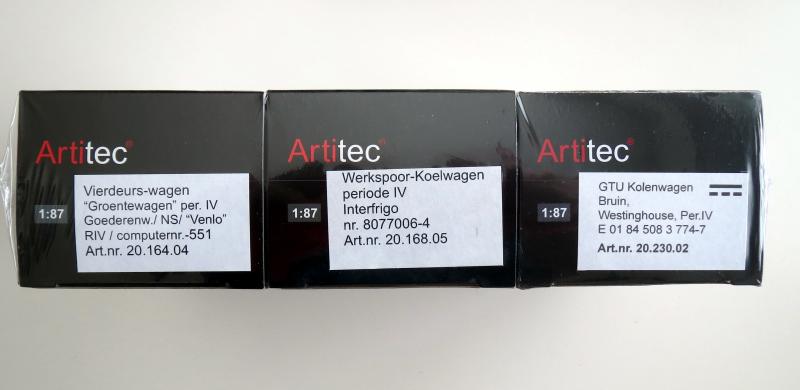 Artitec®
1:87
Vierdeurs-wagen
“Groentewagen” per. IV
Goederenw./ NS/ “Venlo”
RIV / computernr.-551
Art.nr. 20.164.04
Artitec®
1:87
Werkspoor-Koelwagen
periode IV
Interfrigo
nr. 8077006-4
Art.nr. 20.168.05
Artitec®
1:87
GTU Kolenwagen
Bruin,
Westinghouse, Per.IV
E 01 84 508 3 774-7
Art.nr. 20.230.02